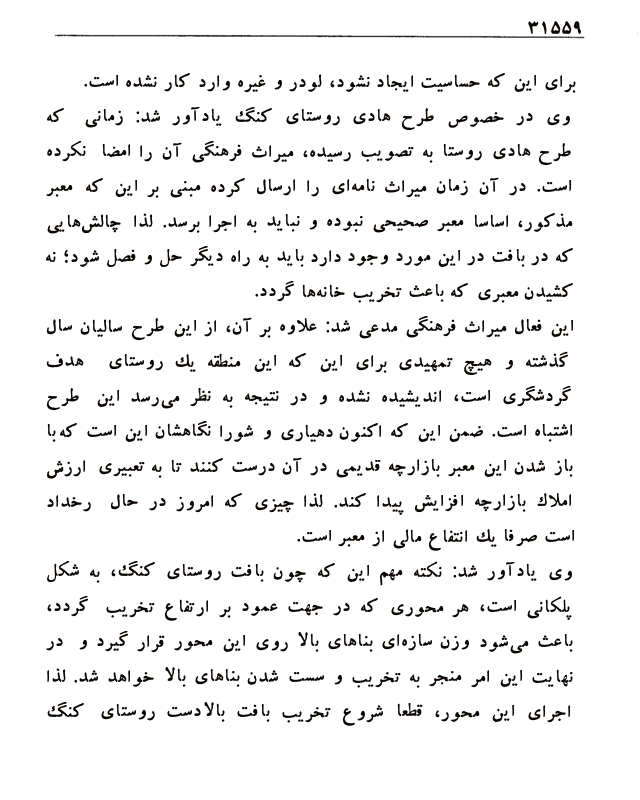 ۳۱۵۵۹
برای این که حساسیت ایجاد نشود، لودر و غیره وارد کار نشده است.
وی در خصوص طرح هادی روستای کنگ یادآور شد: زمانی که
طرح هادی روستا به تصویب رسیده، میراث فرهنگی آن را امضا نکرده
است. در آن زمان میراث نامه‌ای را ارسال کرده مبنی بر این که معبر
مذکور، اساسا معبر صحیحی نبوده و نباید به اجرا برسد. لذا چالش‌هایی
که در بافت در این مورد وجود دارد باید به راه دیگر حل و فصل شود؛ نه
کشیدن معبری که باعث تخریب خانه‌ها گردد.
این فعال میراث فرهنگی مدعی شد: علاوه بر آن، از این طرح سالیان سال
گذشته و هیچ تمهیدی برای این که این منطقه یك روستای هدف
گردشگری است، اندیشیده نشده و در نتیجه به نظر می‌رسد این طرح
اشتباه است. ضمن این که اکنون دهیاری و شورا نگاهشان این است که با
باز شدن این معبر بازارچه قدیمی در آن درست کنند تا به تعبیری ارزش
املاك بازارچه افزایش پیدا کند. لذا چیزی که امروز در حال رخداد
است صرفا یك انتفاع مالی از معبر است.
وی یادآور شد: نکته مهم این که چون بافت روستای کنگ، به شکل
پلکانی است، هر محوری که در جهت عمود بر ارتفاع تخریب گردد،
باعث می‌شود وزن سازه‌ای بناهای بالا روی این محور قرار گیرد و در
نهایت این امر منجر به تخریب و سست شدن بناهای بالا خواهد شد. لذا
اجرای این محور، قطعا شروع تخریب بافت بالادست روستای کنگ